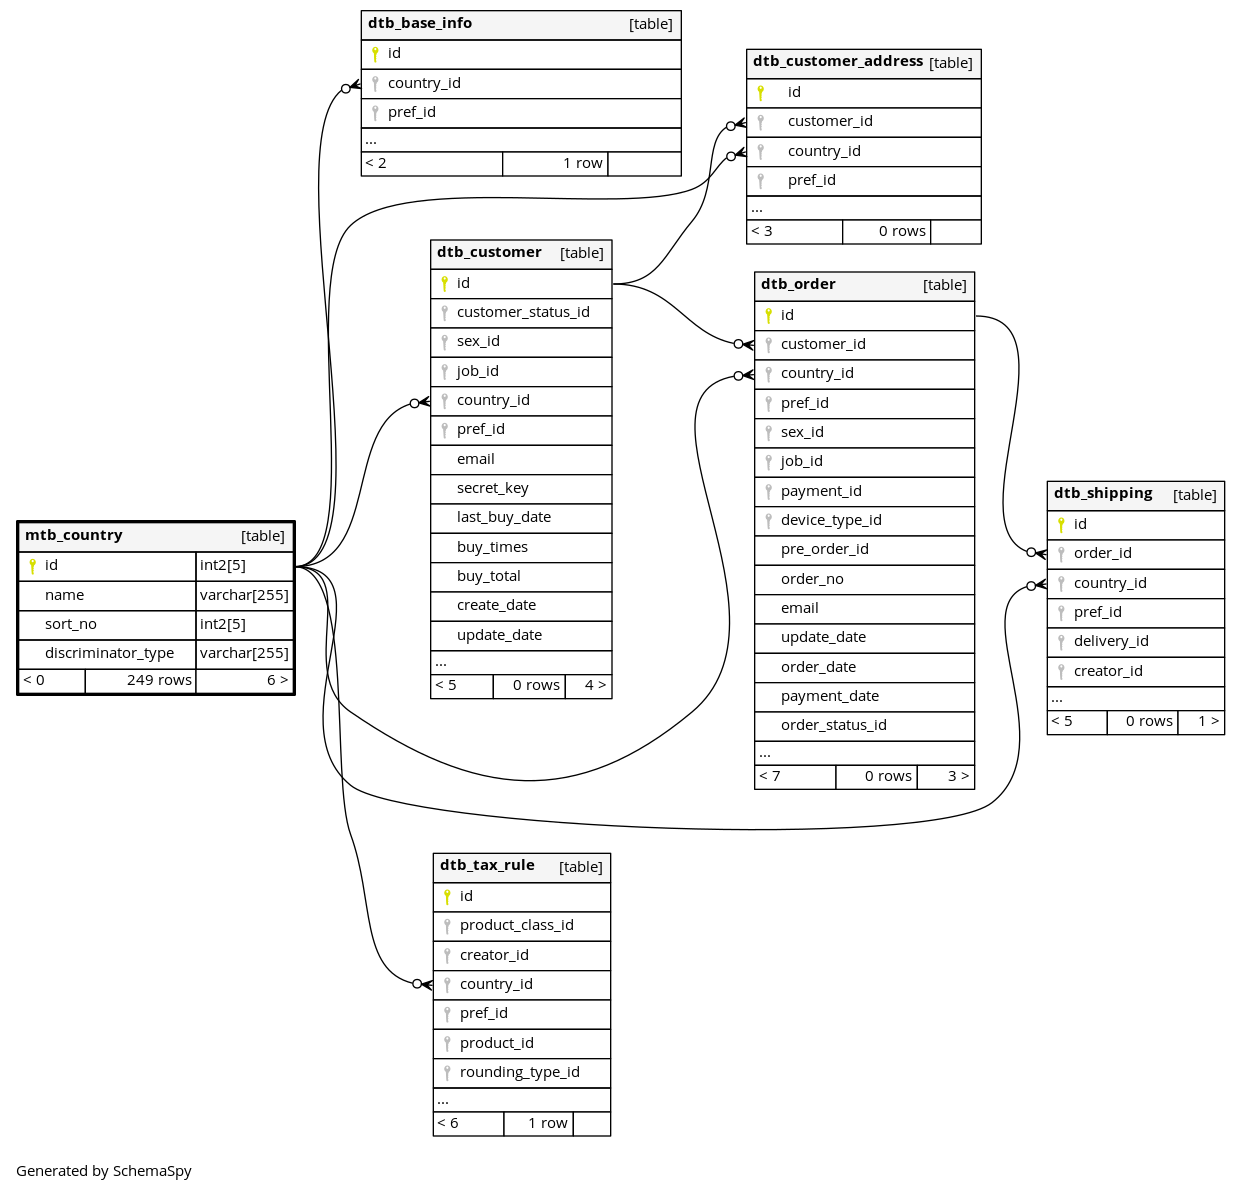 dtb_base_info [table]
id
country_id
pref_id
...
< 2 1 row
dtb_customer_address [table]
id
customer_id
country_id
pref_id
...
< 3 0 rows
dtb_customer [table]
id
customer_status_id
sex_id
job_id
country_id
pref_id
email
secret_key
last_buy_date
buy_times
buy_total
create_date
update_date
...
< 5 0 rows 4 >
dtb_order [table]
id
customer_id
country_id
pref_id
sex_id
job_id
payment_id
device_type_id
pre_order_id
order_no
email
update_date
order_date
payment_date
order_status_id
...
< 7 0 rows 3 >
dtb_shipping [table]
id
order_id
country_id
pref_id
delivery_id
creator_id
...
< 5 0 rows 1 >
mtb_country [table]
id int2[5]
name varchar[255]
sort_no int2[5]
discriminator_type varchar[255]
< 0 249 rows 6 >
dtb_tax_rule [table]
id
product_class_id
creator_id
country_id
pref_id
product_id
rounding_type_id
...
< 6 1 row
Generated by SchemaSpy